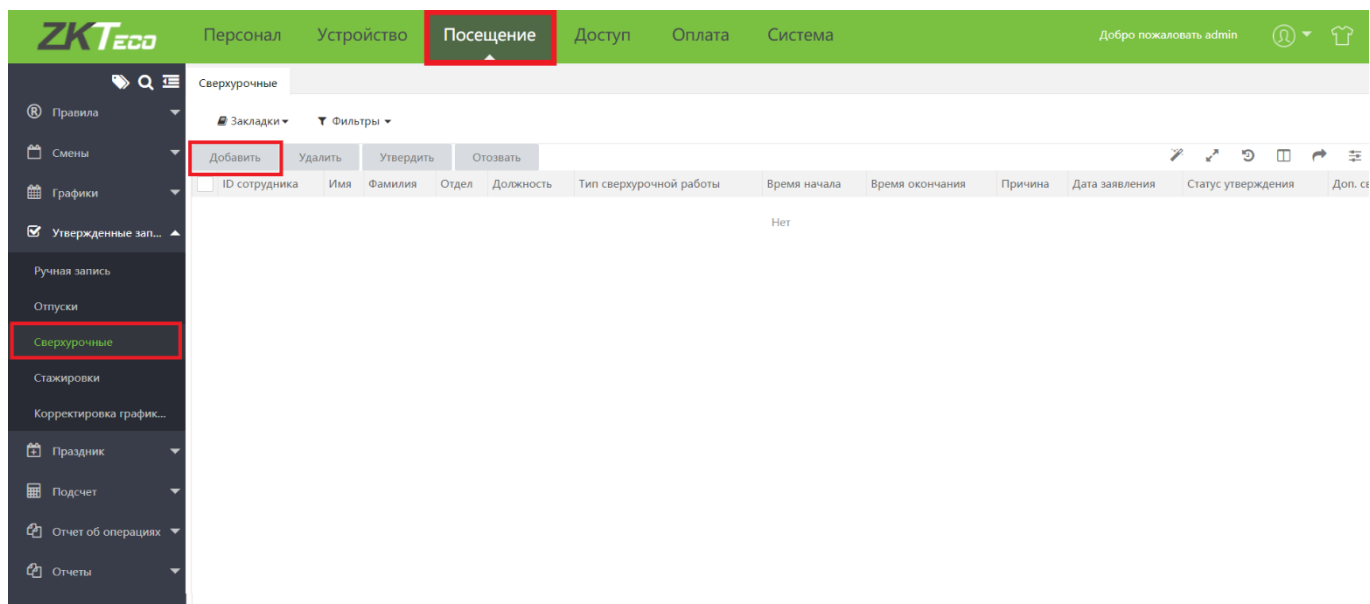 ZKTeco
Персонал Устройство Посещение Доступ Оплата Система
Добро пожаловать admin
Сверхурочные
Правила
Закладки Фильтры
Смены
Добавить Удалить Утвердить Отозвать
ID сотрудника Имя Фамилия Отдел Должность Тип сверхурочной работы Время начала Время окончания Причина Дата заявления Статус утверждения Доп. св
Графики
Нет
Утвержденные зап...
Ручная запись
Отпуски
Сверхурочные
Стажировки
Корректировка график...
Праздник
Подсчет
Отчет об операциях
Отчеты